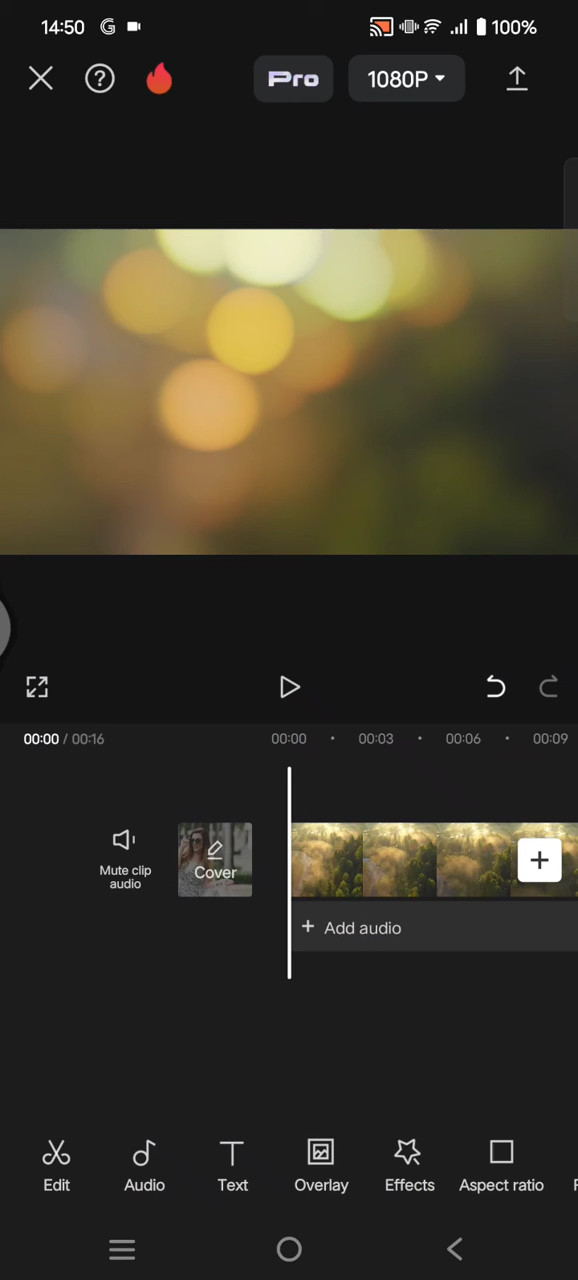 14:50 100%
Pro 1080P
00:00 / 00:16 00:00 00:03 00:06 00:09
Mute clip
audio
Cover
+ Add audio
Edit Audio Text Overlay Effects Aspect ratio